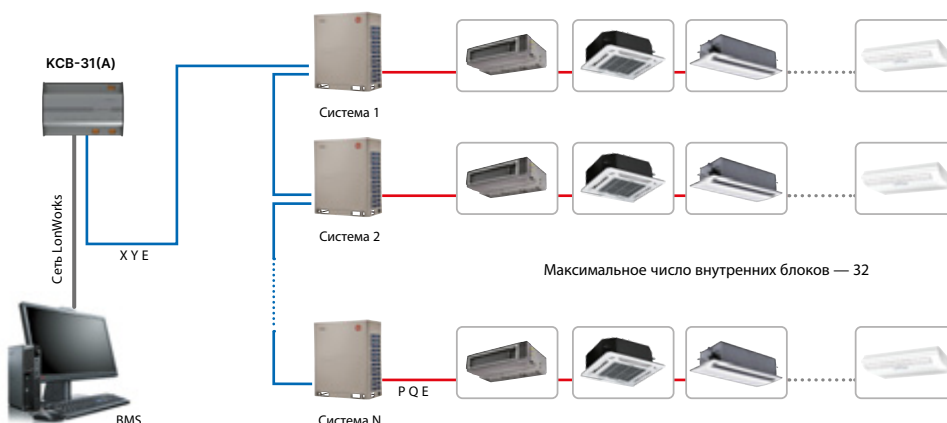 KCB-31(A)
Система 1
Сеть LonWorks
X Y E
Система 2
Максимальное число внутренних блоков — 32
P Q E
BMS
Система N